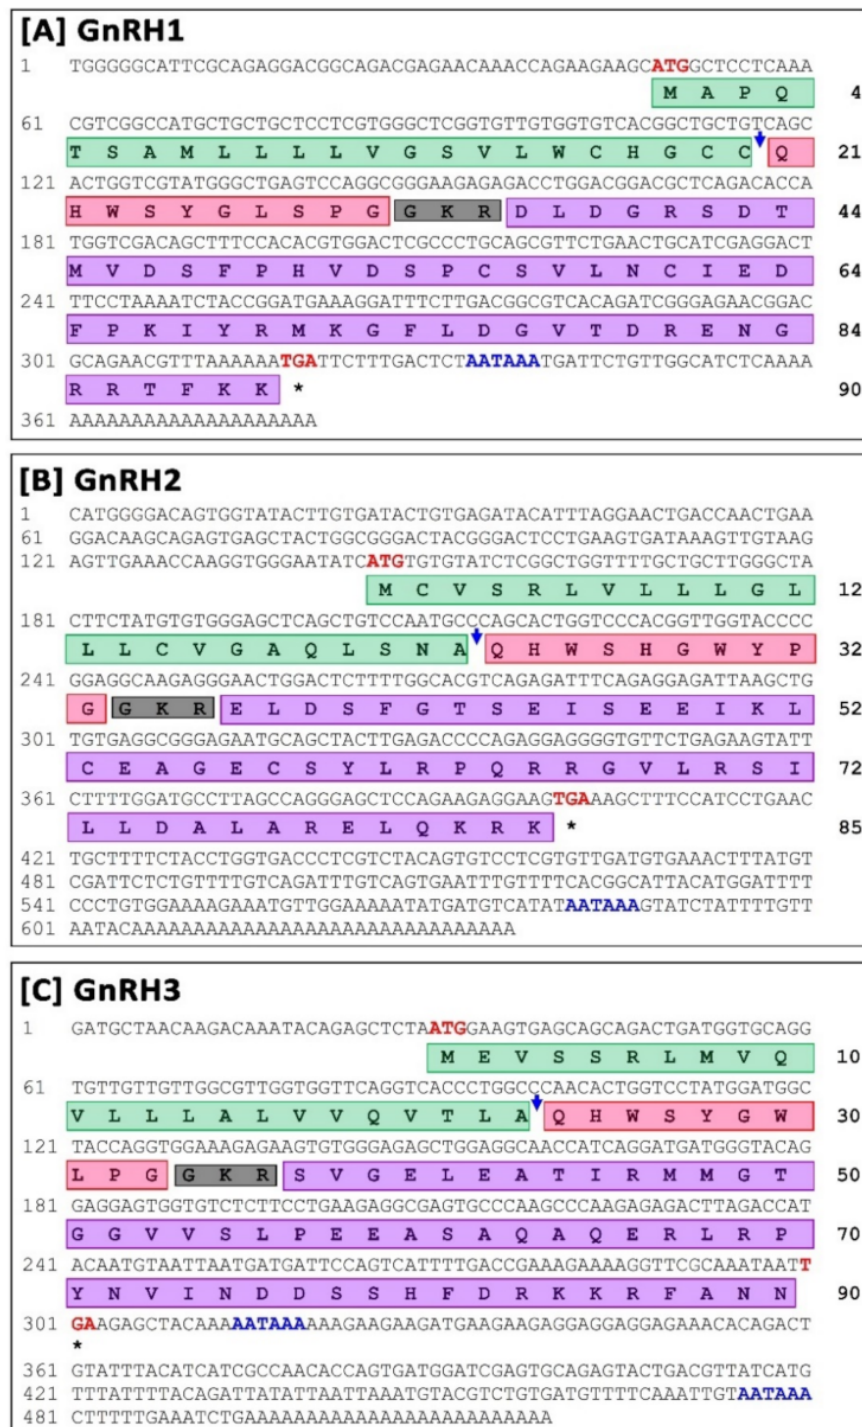 [A] GnRH1
1 TGGGGGCATTCGCAGAGGACGGCAGACGAGAACAAACCAGAAGAAGCATGGCTCCTCAAA
M A P Q 4
61 CGTCGGCCATGCTGCTGCTCCTCGTGGGCTCGGTGTTGTGGTGTCACGGCTGCTGTCAGC
T S A M L L L L V G S V L W C H G C C Q 21
121 ACTGGTCGTATGGGCTGAGTCCAGGCGGGAAGAGAGACCTGGACGGACGCTCAGACACCA
H W S Y G L S P G G K R D L D G R S D T 44
181 TGGTCGACAGCTTTCCACACGTGGACTCGCCCTGCAGCGTTCTGAACTGCATCGAGGACT
M V D S F P H V D S P C S V L N C I E D 64
241 TTCCTAAAATCTACCGGATGAAAGGATTTCTTGACGGCGTCACAGATCGGGAGAACGGAC
F P K I Y R M K G F L D G V T D R E N G 84
301 GCAGAACGTTTAAAAAATGATTCTTTGACTCTAATAAATGATTCTGTTGGCATCTCAAAA
R R T F K K * 90
361 AAAAAAAAAAAAAAAAAAAA
[B] GnRH2
1 CATGGGGACAGTGGTATACTTGTGATACTGTGAGATACATTTAGGAACTGACCAACTGAA
61 GGACAAGCAGAGTGAGCTACTGGCGGGACTACGGGACTCCTGAAGTGATAAAGTTGTAAG
121 AGTTGAAACCAAGGTGGGAATATCATGTGTGTATCTCGGCTGGTTTTGCTGCTTGGGCTA
M C V S R L V L L L G L 12
181 CTTCTATGTGTGGGAGCTCAGCTGTCCAATGCCCAGCACTGGTCCCACGGTTGGTACCCC
L L C V G A Q L S N A Q H W S H G W Y P 32
241 GGAGGCAAGAGGGAACTGGACTCTTTTGGCACGTCAGAGATTTCAGAGGAGATTAAGCTG
G G K R E L D S F G T S E I S E E I K L 52
301 TGTGAGGCGGGAGAATGCAGCTACTTGAGACCCCAGAGGAGGGGTGTTCTGAGAAGTATT
C E A G E C S Y L R P Q R R G V L R S I 72
361 CTTTTGGATGCCTTAGCCAGGGAGCTCCAGAAGAGGAAGTGAAAGCTTTCCATCCTGAAC
L L D A L A R E L Q K R K * 85
421 TGCTTTTCTACCTGGTGACCCTCGTCTACAGTGTCCTCGTGTTGATGTGAAACTTTATGT
481 CGATTCTCTGTTTTGTCAGATTTGTCAGTGAATTTGTTTTCACGGCATTACATGGATTTT
541 CCCTGTGGAAAAGAAATGTTGGAAAAATATGATGTCATATAATAAAGTATCTATTTTGTT
601 AATACAAAAAAAAAAAAAAAAAAAAAAAAAAAAAAA
[C] GnRH3
1 GATGCTAACAAGACAAATACAGAGCTCTAATGGAAGTGAGCAGCAGACTGATGGTGCAGG
M E V S S R L M V Q 10
61 TGTTGTTGTTGGCGTTGGTGGTTCAGGTCACCCTGGCCCAACACTGGTCCTATGGATGGC
V L L L A L V V Q V T L A Q H W S Y G W 30
121 TACCAGGTGGAAAGAGAAGTGTGGGAGAGCTGGAGGCAACCATCAGGATGATGGGTACAG
L P G G K R S V G E L E A T I R M M G T 50
181 GAGGAGTGGTGTCTCTTCCTGAAGAGGCGAGTGCCCAAGCCCAAGAGAGACTTAGACCAT
G G V V S L P E E A S A Q A Q E R L R P 70
241 ACAATGTAATTAATGATGATTCCAGTCATTTTGACCGAAAGAAAAGGTTCGCAAATAATT
Y N V I N D D S S H F D R K K R F A N N 90
301 GAAGAGCTACAAAAATAAAAAAGAAGAAGATGAAGAAGAGGAGGAGGAGAAACACAGACT
*
361 GTATTTACATCATCGCCAACACCAGTGATGGATCGAGTGCAGAGTACTGACGTTATCATG
421 TTTATTTTACAGATTATATTATTAAATGTACGTCTGTGATGTTTTCAAATTGTAATAAA
481 CTTTTTGAAATCTGAAAAAAAAAAAAAAAAAAAAAAAAA